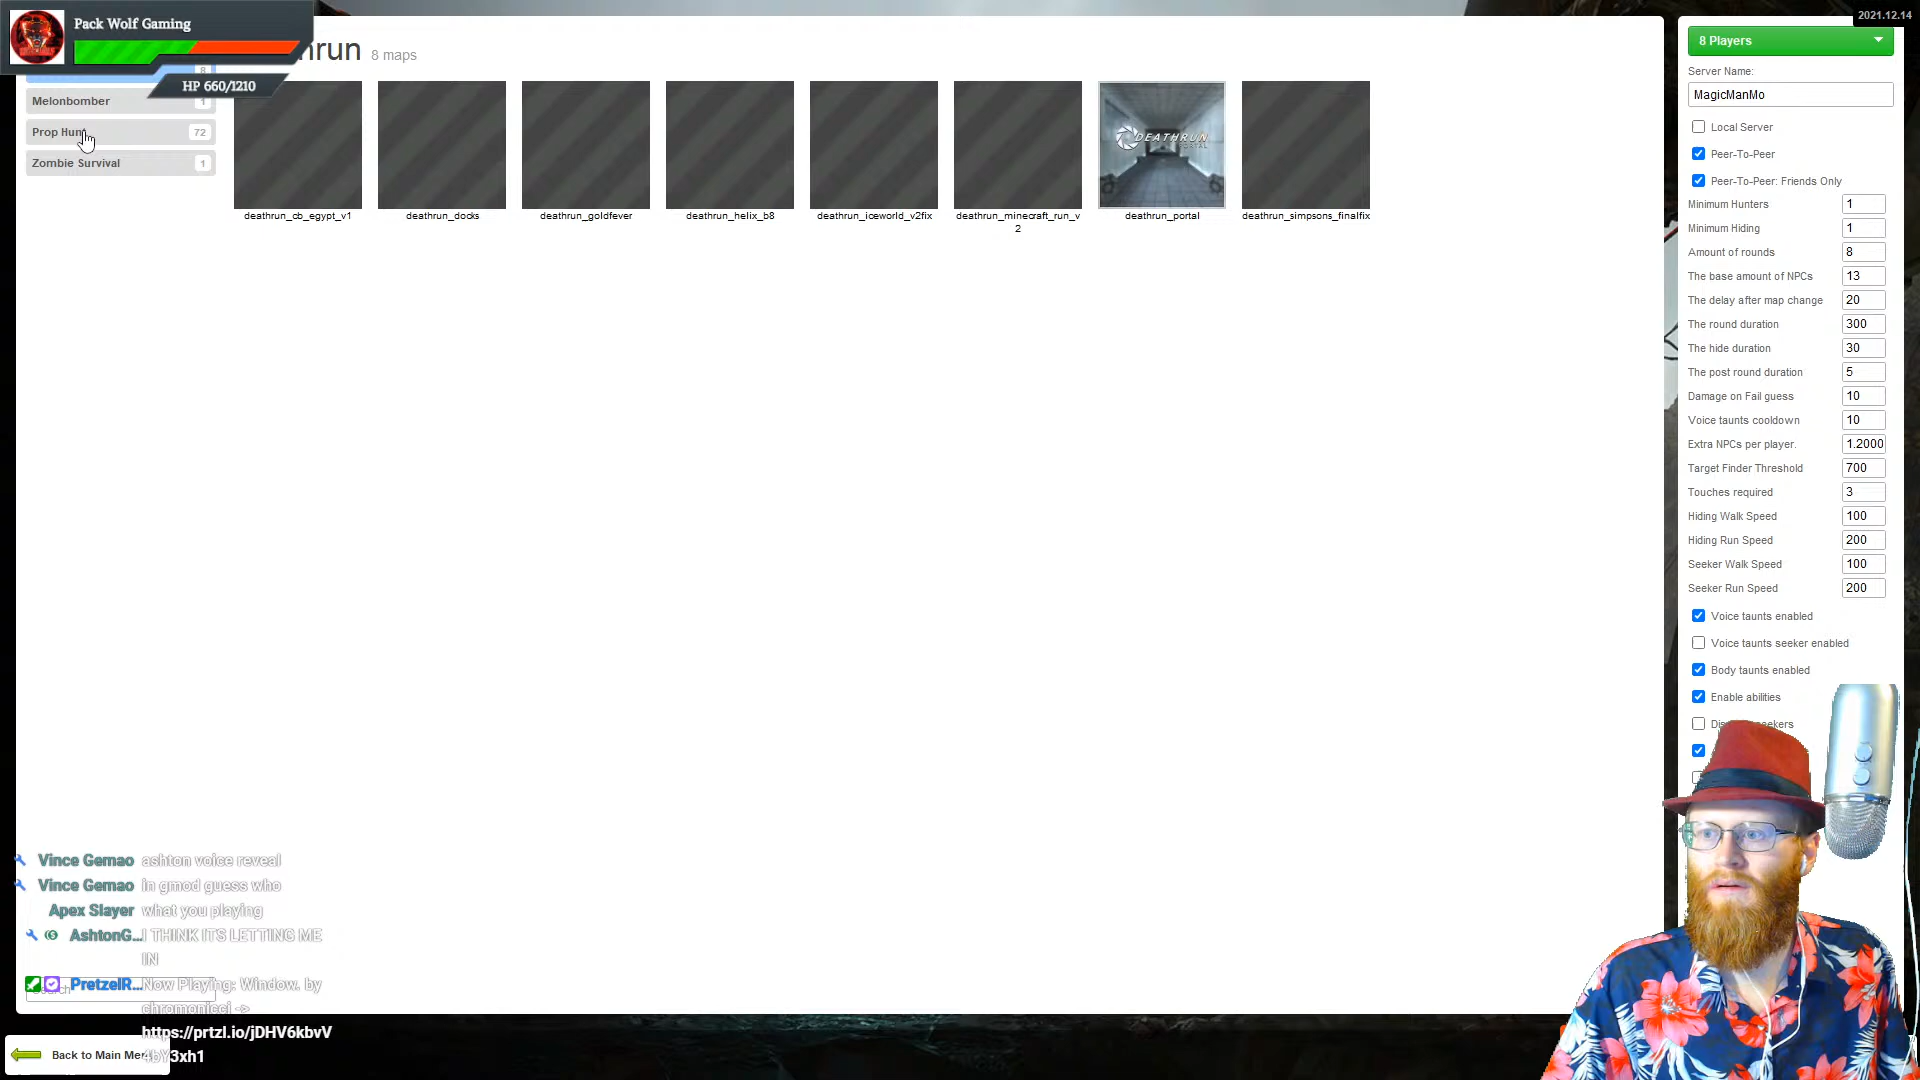 2021.12.14
Pack Wolf Gaming
HP 660/1210
hrun 8 maps
8
Melonbomber 1
Prop Hunt 72
Zombie Survival 1
DEATHRUN
PORTAL
deathrun_cb_egypt_v1
deathrun_docks
deathrun_goldfever
deathrun_helix_b8
deathrun_iceworld_v2fix
deathrun_minecraft_run_v
2
deathrun_portal
deathrun_simpsons_finalfix
8 Players
Server Name:
MagicManMo
Local Server
Peer-To-Peer
Peer-To-Peer: Friends Only
Minimum Hunters 1
Minimum Hiding 1
Amount of rounds 8
The base amount of NPCs 13
The delay after map change 20
The round duration 300
The hide duration 30
The post round duration 5
Damage on Fail guess 10
Voice taunts cooldown 10
Extra NPCs per player. 1.2000
Target Finder Threshold 700
Touches required 3
Hiding Walk Speed 100
Hiding Run Speed 200
Seeker Walk Speed 100
Seeker Run Speed 200
Voice taunts enabled
Voice taunts seeker enabled
Body taunts enabled
Enable abilities
Vince Gemao ashton voice reveal
Vince Gemao in gmod guess who
Apex Slayer what you playing
AshtonG... I THINK ITS LETTING ME
IN
PretzelR... Now Playing: Window. by
chromonicci ->
https://prtzl.io/jDHV6kbvV
4bY3xh1
Back to Main Me